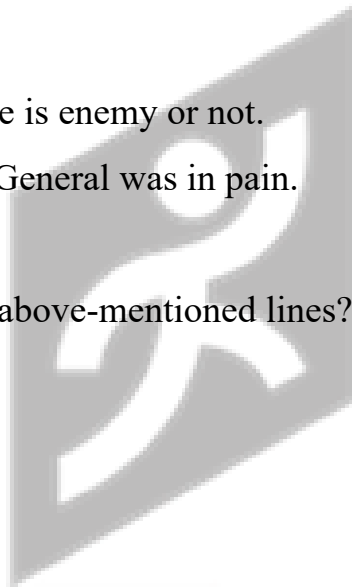 e is enemy or not.
General was in pain.
above-mentioned lines?